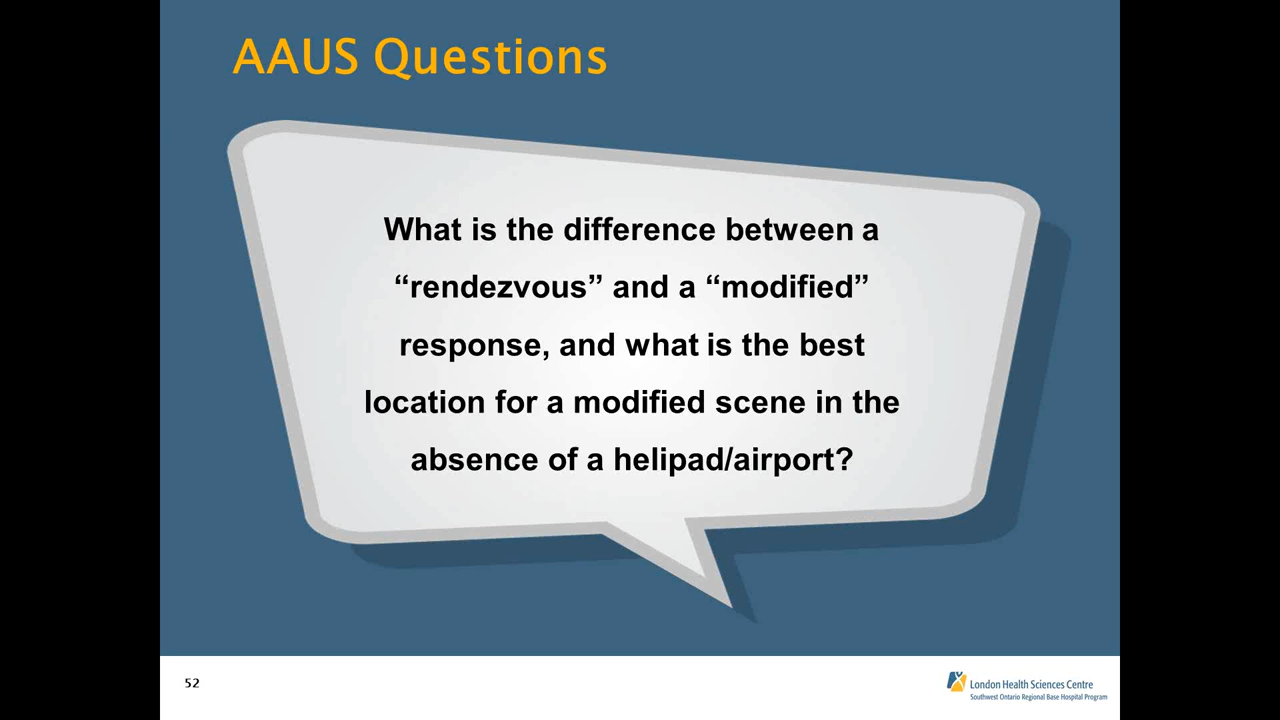 AAUS Questions
What is the difference between a
“rendezvous” and a “modified”
response, and what is the best
location for a modified scene in the
absence of a helipad/airport?
52
London Health Sciences Centre
Southwest Ontario Regional Base Hospital Program